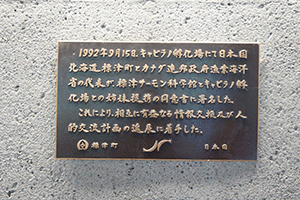 1992年9月15日、キャピラノ孵化場にて日本国
北海道標津町とカナダ連邦政府漁業海洋
省の代表が、標津サーモン科学館とキャピラノ孵
化場との姉妹提携の同意書に署名した。
これにより、相互に有益なる情報交換及び人
的交流計画の進展に着手した。
標津町 日本国